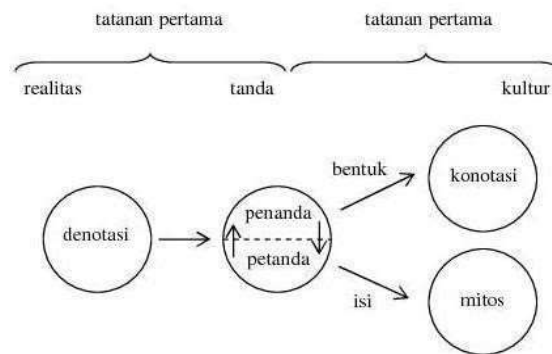 tatanan pertama tatanan pertama
realitas tanda kultur
bentuk konotasi
penanda
denotasi
petanda
isi mitos